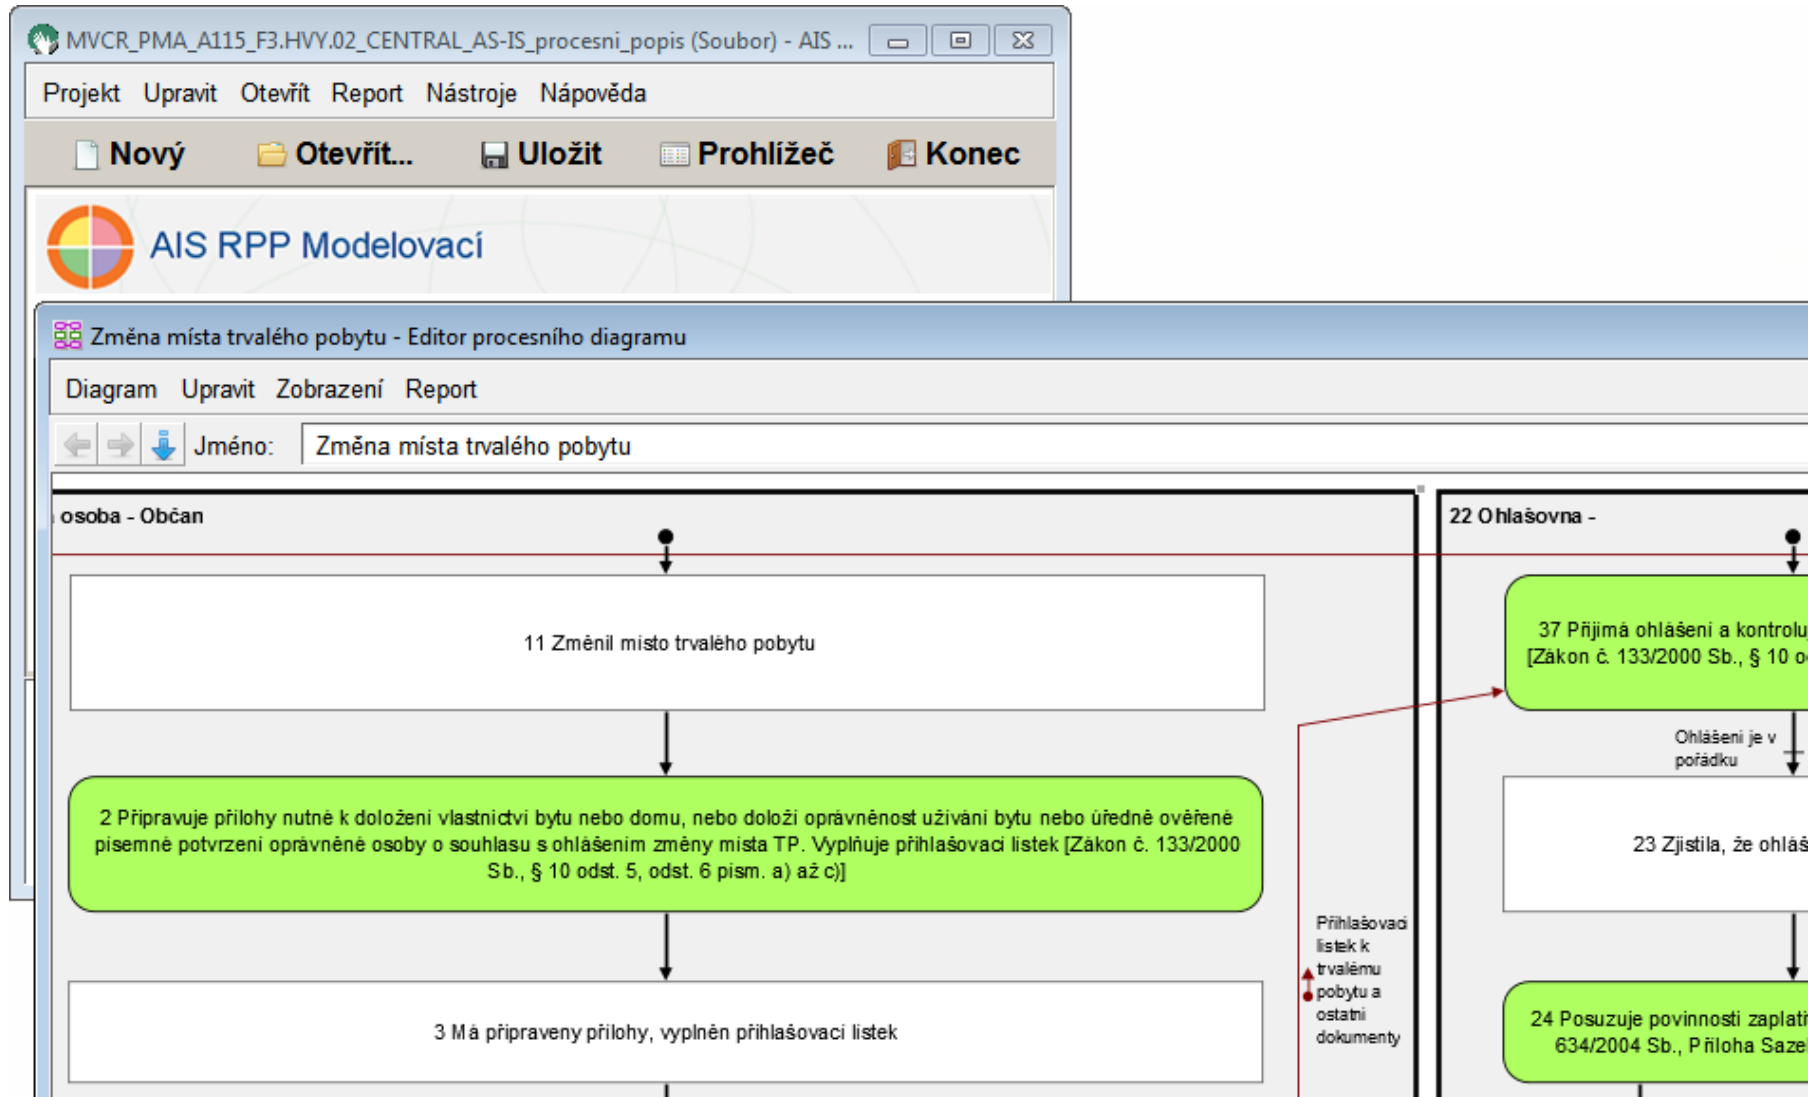 MVCR_PMA_A115_F3.HVY.02_CENTRAL_AS-IS_procesni_popis (Soubor) - AIS ...
Projekt Upravit Otevřít Report Nástroje Nápověda
Nový Otevřít... Uložit Prohlížeč Konec
AIS RPP Modelovací
Změna místa trvalého pobytu - Editor procesního diagramu
Diagram Upravit Zobrazení Report
Jméno: Změna místa trvalého pobytu
osoba - Občan
11 Změnil místo trvalého pobytu
2 Připravuje přílohy nutné k doložení vlastnictví bytu nebo domu, nebo doloží oprávněnost užívání bytu nebo úředně ověřené
písemné potvrzení oprávněné osoby o souhlasu s ohlášením změny místa TP. Vyplňuje přihlašovací lístek [Zákon č. 133/2000
Sb., § 10 odst. 5, odst. 6 písm. a) až c)]
3 Má připraveny přílohy, vyplněn přihlašovací lístek
Přihlašovací
lístek k
trvalému
pobytu a
ostatní
dokumenty
22 Ohlašovna -
37 Přijímá ohlášení a kontroluj
[Zákon č. 133/2000 Sb., § 10 o
Ohlášení je v
pořádku
23 Zjistila, že ohláš
24 Posuzuje povinnosti zaplatit
634/2004 Sb., Příloha Saze